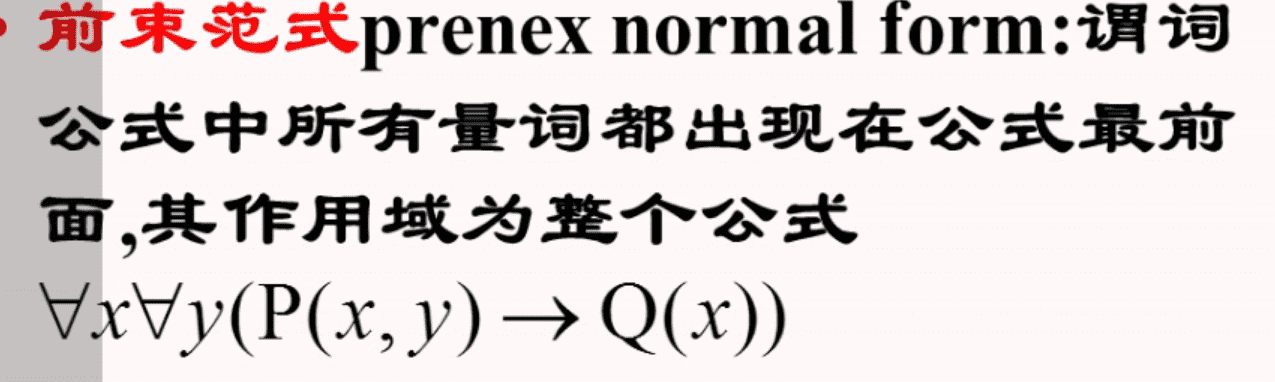 • 前束范式prenex normal form:谓词
公式中所有量词都出现在公式最前
面,其作用域为整个公式
∀x∀y(P(x, y) → Q(x))